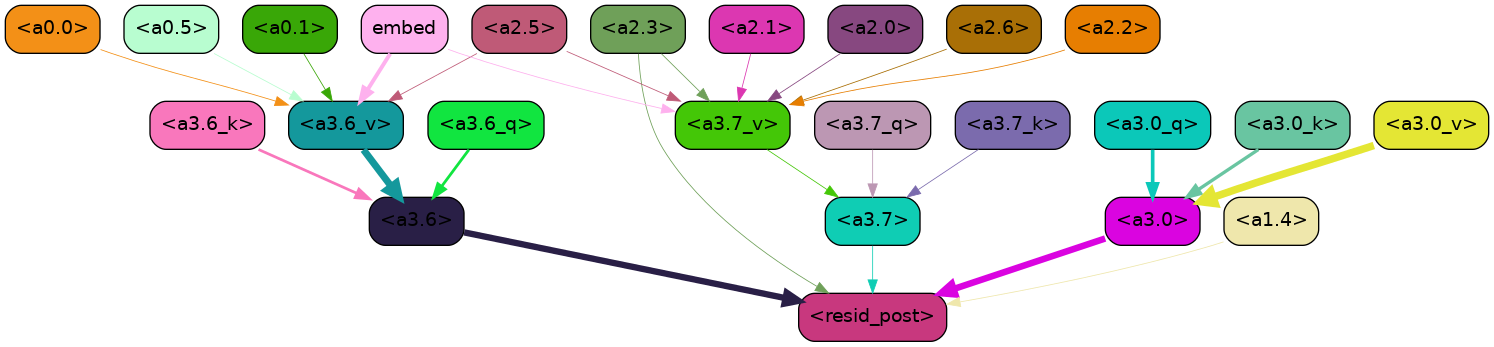 <a0.0> <a0.5> <a0.1> embed <a2.5> <a2.3> <a2.1> <a2.0> <a2.6> <a2.2>
<a3.6_k> <a3.6_v> <a3.6_q> <a3.7_v> <a3.7_q> <a3.7_k> <a3.0_q> <a3.0_k> <a3.0_v>
<a3.6> <a3.7> <a3.0> <a1.4>
<resid_post>